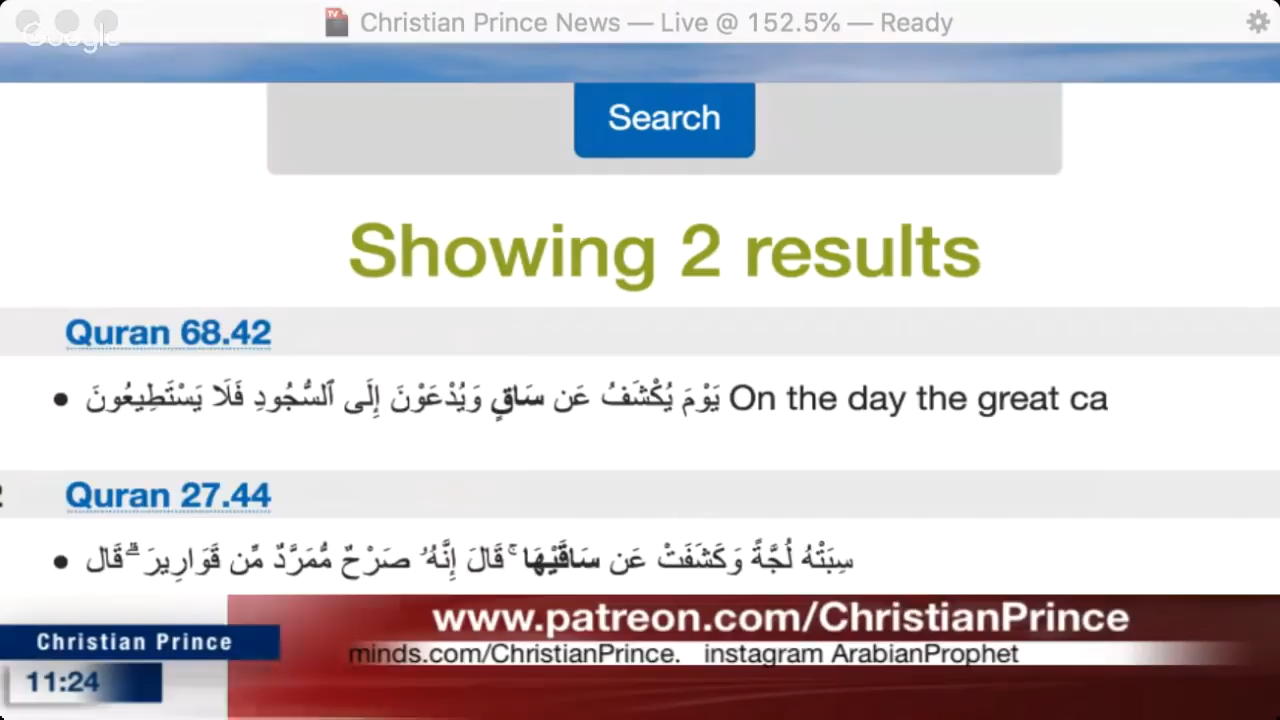 Christian Prince News — Live @ 152.5% — Ready
Google
Search
Showing 2 results
Quran 68.42
• يَوْمَ يُكْشَفُ عَن سَاقٍ وَيُدْعَوْنَ إِلَى ٱلسُّجُودِ فَلَا يَسْتَطِيعُونَ On the day the great ca
Quran 27.44
• سِبَتْهُ لُجَّةً وَكَشَفَتْ عَن سَاقَيْهَا ۚ قَالَ إِنَّهُۥ صَرْحٌ مُّمَرَّدٌ مِّن قَوَارِيرَ ۗ قَال
www.patreon.com/ChristianPrince
Christian Prince
minds.com/ChristianPrince. instagram ArabianProphet
11:24